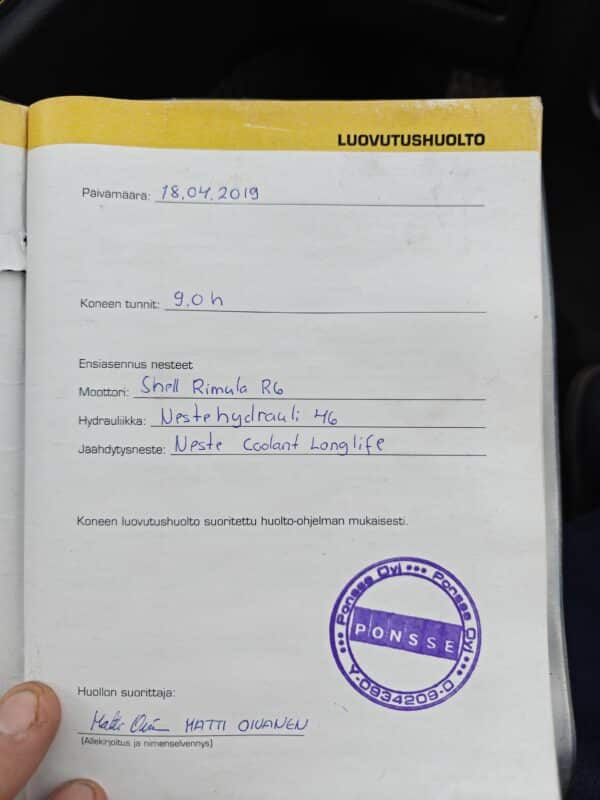 LUOVUTUSHUOLTO
Päivämäärä: 18.04.2019
Koneen tunnit: 9,0 h
Ensiasennus nesteet
Moottori: Shell Rimula R6
Hydrauliikka: Neste hydrauli 46
Jäähdytysneste: Neste Coolant Longlife
Koneen luovutushuolto suoritettu huolto-ohjelman mukaisesti.
Ponsse Oyj ••• Ponsse Oyj •••
PONSSE
Y-0934209-0
Huollon suorittaja:
MATTI OIVANEN
(Allekirjoitus ja nimenselvennys)